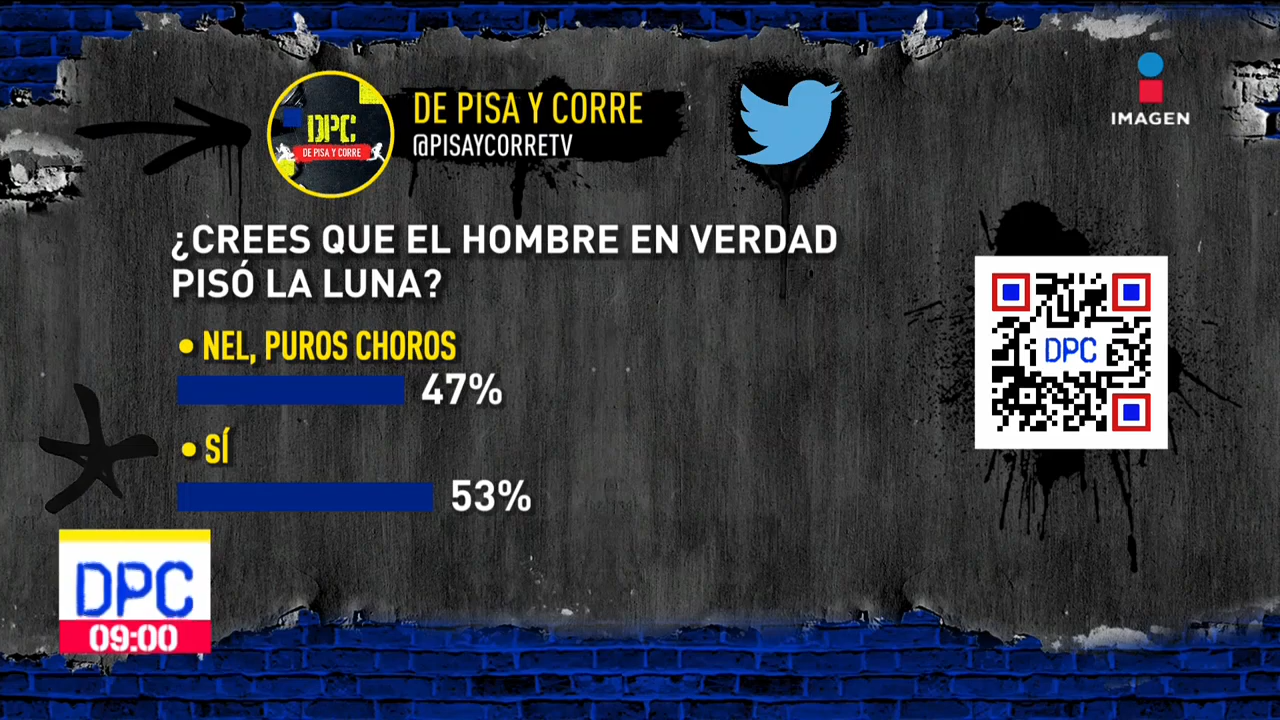 DPC
DE PISA Y CORRE
DE PISA Y CORRE
@PISAYCORRETV
IMAGEN
¿CREES QUE EL HOMBRE EN VERDAD
PISÓ LA LUNA?
• NEL, PUROS CHOROS
47%
• SÍ
53%
DPC
DPC
09:00